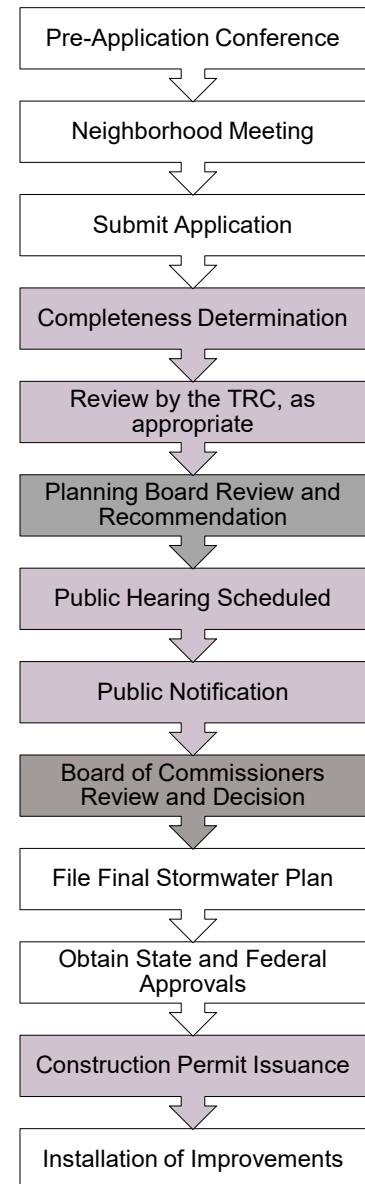 Pre-Application Conference
Neighborhood Meeting
Submit Application
Completeness Determination
Review by the TRC, as
appropriate
Planning Board Review and
Recommendation
Public Hearing Scheduled
Public Notification
Board of Commissioners
Review and Decision
File Final Stormwater Plan
Obtain State and Federal
Approvals
Construction Permit Issuance
Installation of Improvements